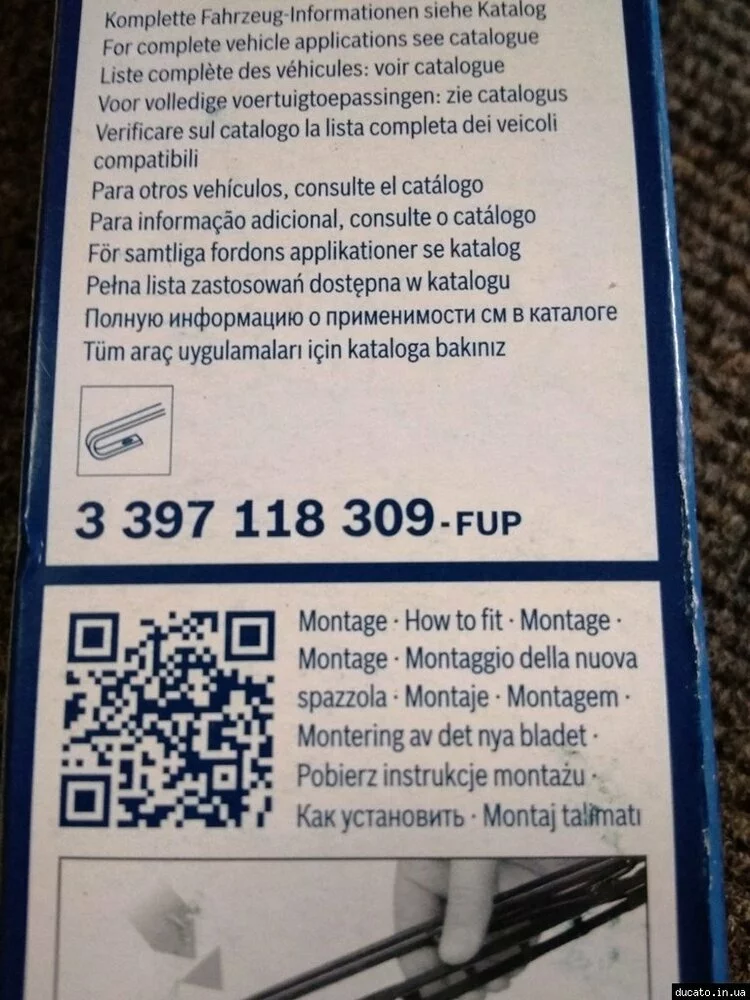 Komplette Fahrzeug-Informationen siehe Katalog
For complete vehicle applications see catalogue
Liste complète des véhicules: voir catalogue
Voor volledige voertuigtoepassingen: zie catalogus
Verificare sul catalogo la lista completa dei veicoli
compatibili
Para otros vehículos, consulte el catálogo
Para informação adicional, consulte o catálogo
För samtliga fordons applikationer se katalog
Pełna lista zastosowań dostępna w katalogu
Полную информацию о применимости см в каталоге
Tüm araç uygulamaları için kataloga bakınız
3 397 118 309-FUP
Montage · How to fit · Montage ·
Montage · Montaggio della nuova
spazzola · Montaje · Montagem ·
Montering av det nya bladet ·
Pobierz instrukcje montażu ·
Как установить · Montaj talimatı
ducato.in.ua